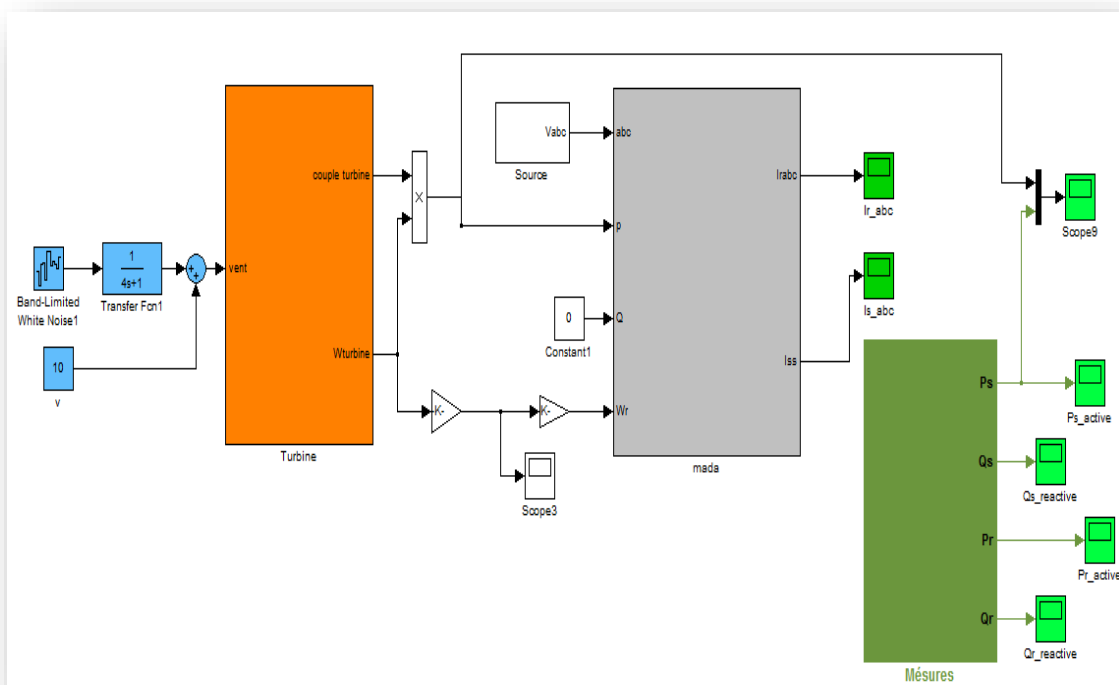 Band-Limited
White Noise1
1
4s+1
Transfer Fcn1
+
+
10
v
vent
couple turbine
Wturbine
Turbine
X
Vabc
Source
0
Constant1
K-
K-
Scope3
abc
p
Q
Wr
Irabc
Iss
mada
Ir_abc
Is_abc
Scope9
Ps
Qs
Pr
Qr
Mésures
Ps_active
Qs_reactive
Pr_active
Qr_reactive